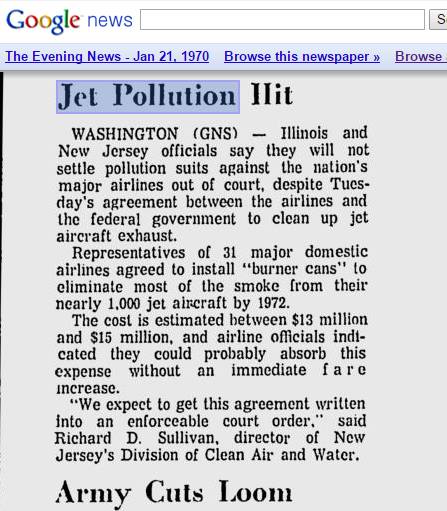 Google news
S
The Evening News - Jan 21, 1970 Browse this newspaper » Browse
Jet Pollution Hit
WASHINGTON (GNS) — Illinois and
New Jersey officials say they will not
settle pollution suits against the nation's
major airlines out of court, despite Tues-
day's agreement between the airlines and
the federal government to clean up jet
aircraft exhaust.
Representatives of 31 major domestic
airlines agreed to install "burner cans" to
eliminate most of the smoke from their
nearly 1,000 jet aircraft by 1972.
The cost is estimated between $13 million
and $15 million, and airline officials indi-
cated they could probably absorb this
expense without an immediate fare
increase.
"We expect to get this agreement written
into an enforceable court order," said
Richard D. Sullivan, director of New
Jersey's Division of Clean Air and Water.
Army Cuts Loom